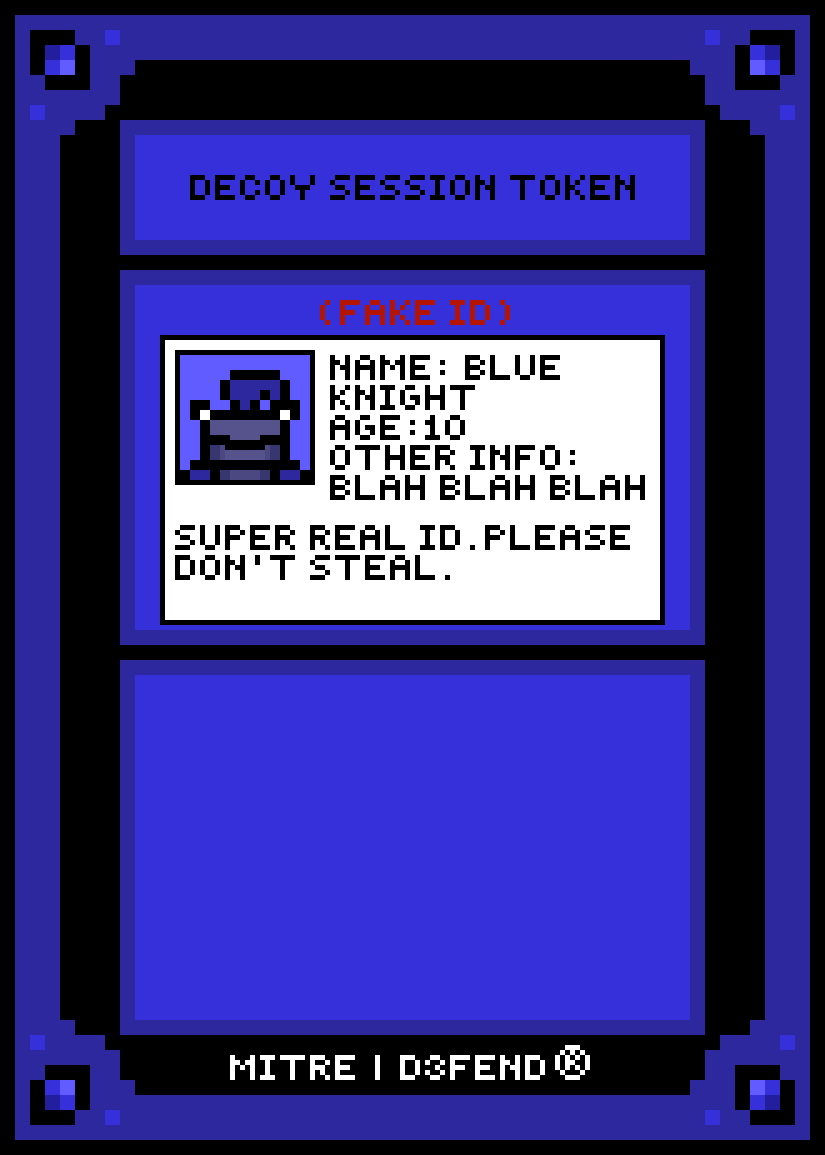 DECOY SESSION TOKEN
(FAKE ID)
NAME: BLUE
KNIGHT
AGE:10
OTHER INFO:
BLAH BLAH BLAH
SUPER REAL ID.PLEASE
DON'T STEAL.
MITRE | D3FEND®